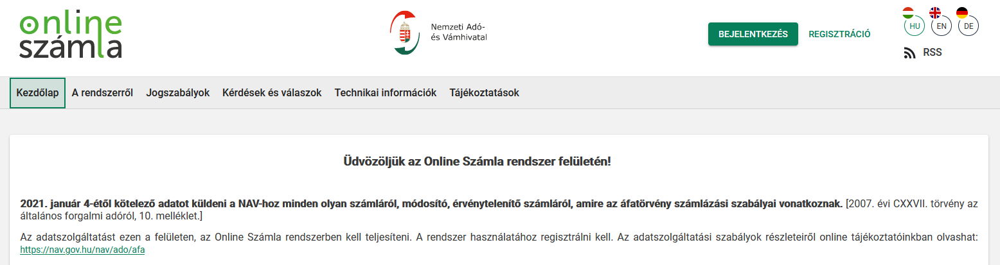 online
számla
Nemzeti Adó-
és Vámhivatal
BEJELENTKEZÉS
REGISZTRÁCIÓ
HU
EN
DE
RSS
Kezdőlap
A rendszerről
Jogszabályok
Kérdések és válaszok
Technikai információk
Tájékoztatások
Üdvözöljük az Online Számla rendszer felületén!
2021. január 4-étől kötelező adatot küldeni a NAV-hoz minden olyan számláról, módosító, érvénytelenítő számláról, amire az áfatörvény számlázási szabályai vonatkoznak. [2007. évi CXXVII. törvény az
általános forgalmi adóról, 10. melléklet.]
Az adatszolgáltatást ezen a felületen, az Online Számla rendszerben kell teljesíteni. A rendszer használatához regisztrálni kell. Az adatszolgáltatási szabályok részleteiről online tájékoztatóinkban olvashat:
https://nav.gov.hu/nav/ado/afa